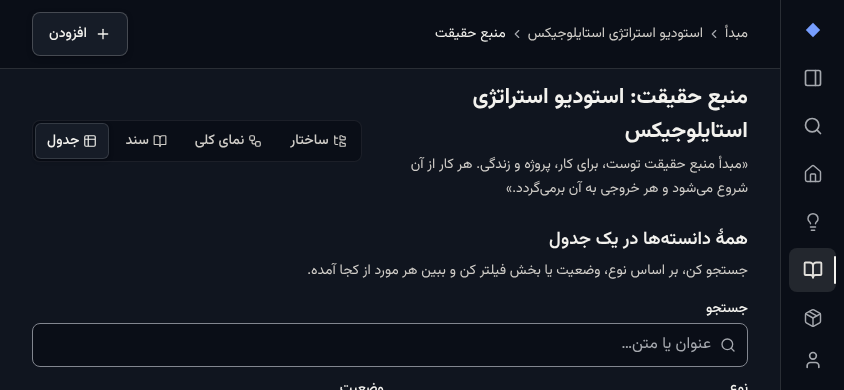 مبدأ › استودیو استراتژی استایلوجیکس › منبع حقیقت
افزودن +
منبع حقیقت: استودیو استراتژی
استایلوجیکس
«مبدأ منبع حقیقت توست، برای کار، پروژه و زندگی. هر کار از آن
شروع می‌شود و هر خروجی به آن برمی‌گردد.»
ساختار نمای کلی سند جدول
همهٔ دانسته‌ها در یک جدول
جستجو کن، بر اساس نوع، وضعیت یا بخش فیلتر کن و ببین هر مورد از کجا آمده.
جستجو
عنوان یا متن...
نوع وضعیت